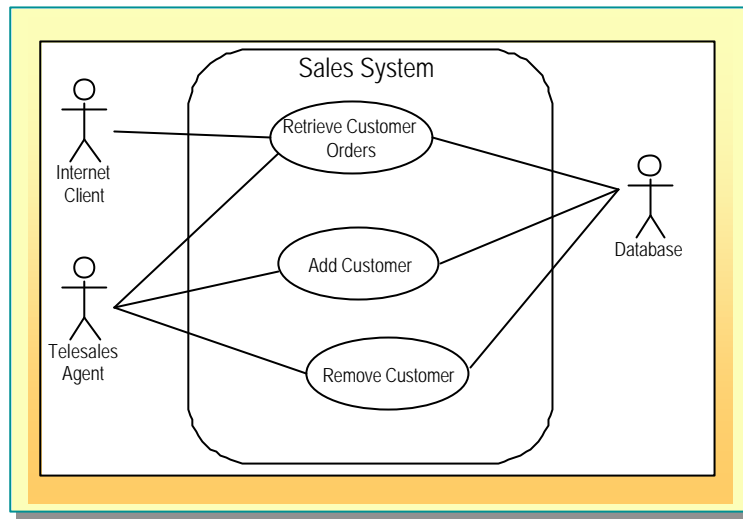 Sales System
Internet
Client
Retrieve Customer
Orders
Database
Add Customer
Telesales
Agent
Remove Customer